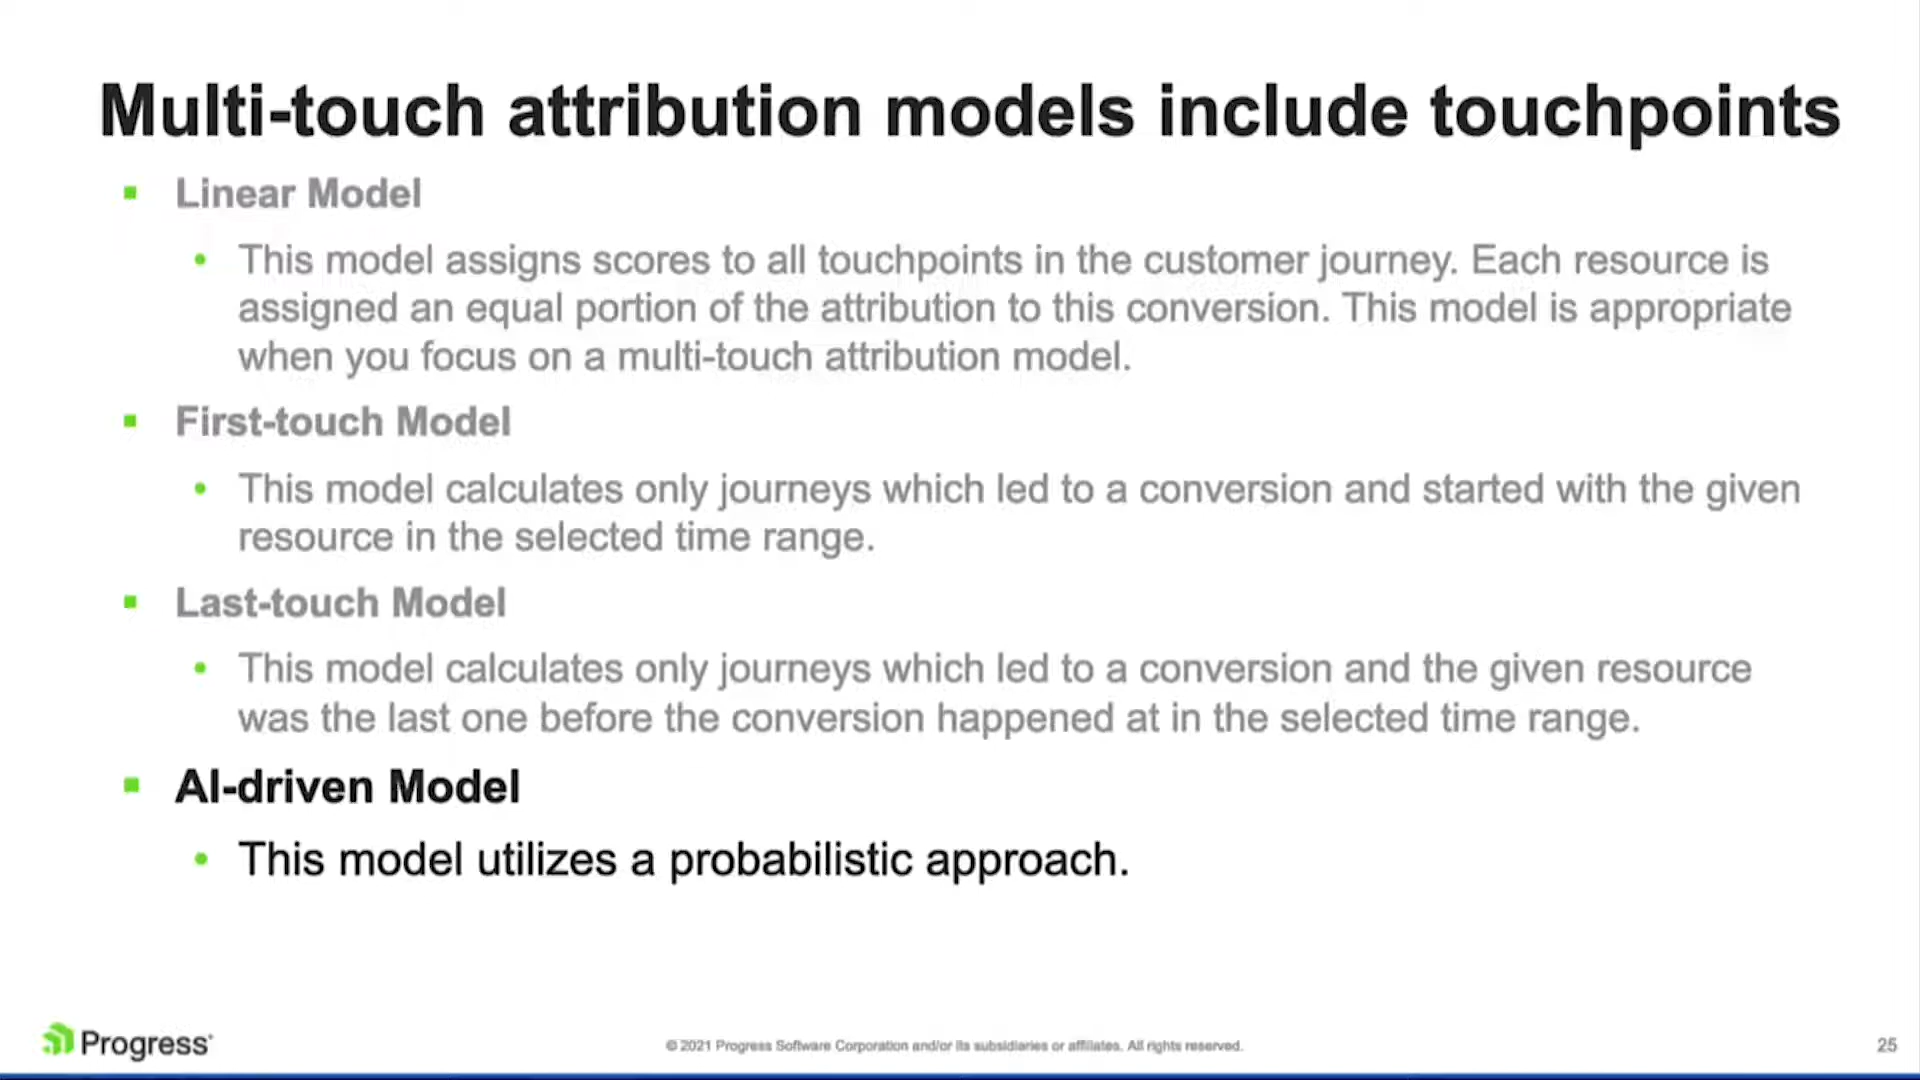 Multi-touch attribution models include touchpoints
Linear Model
This model assigns scores to all touchpoints in the customer journey. Each resource is
assigned an equal portion of the attribution to this conversion. This model is appropriate
when you focus on a multi-touch attribution model.
First-touch Model
This model calculates only journeys which led to a conversion and started with the given
resource in the selected time range.
Last-touch Model
This model calculates only journeys which led to a conversion and the given resource
was the last one before the conversion happened at in the selected time range.
AI-driven Model
This model utilizes a probabilistic approach.
Progress
© 2021 Progress Software Corporation and/or its subsidiaries or affiliates. All rights reserved.
25